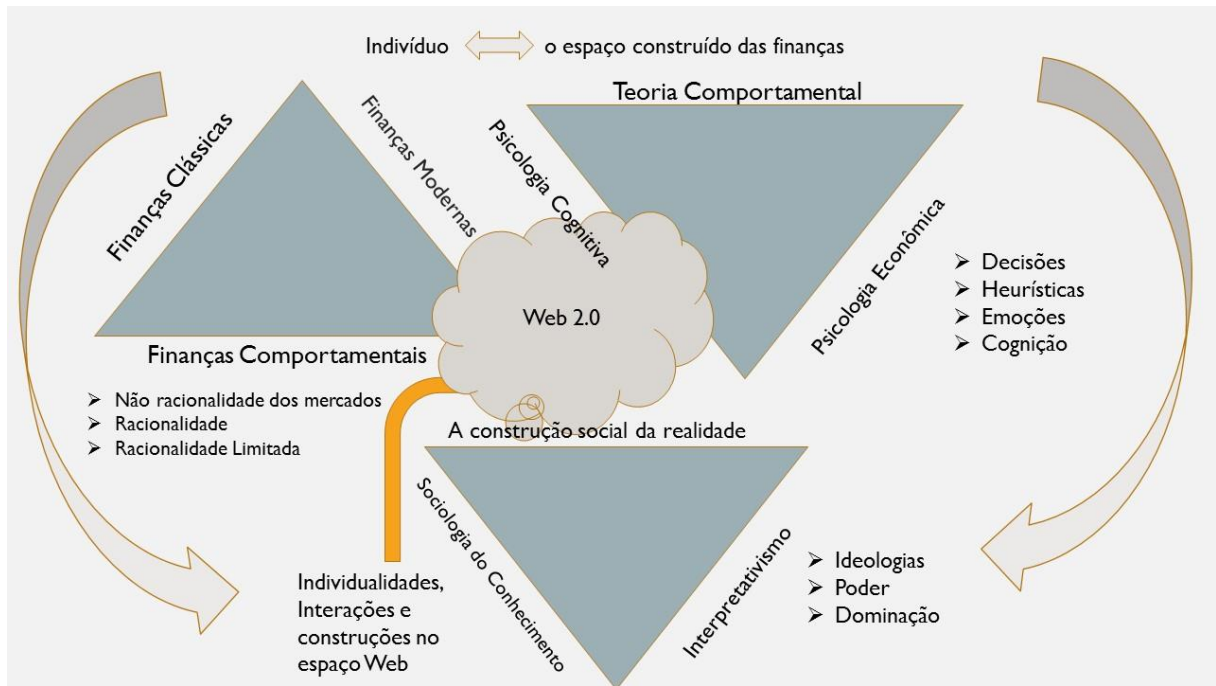 Indivíduo o espaço construído das finanças
Teoria Comportamental
Finanças Clássicas
Finanças Modernas
Psicologia Cognitiva
Psicologia Econômica
Web 2.0
Finanças Comportamentais
Não racionalidade dos mercados
Racionalidade
Racionalidade Limitada
Decisões
Heurísticas
Emoções
Cognição
A construção social da realidade
Sociologia do Conhecimento
Interpretativismo
Ideologias
Poder
Dominação
Individualidades,
Interações e
construções no
espaço Web